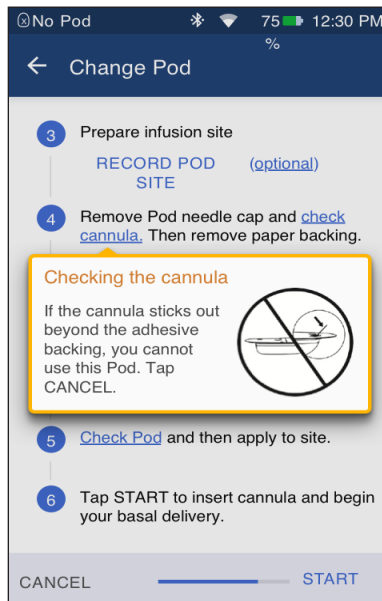 No Pod 75 12:30 PM
%
Change Pod
3 Prepare infusion site
RECORD POD (optional)
SITE
4 Remove Pod needle cap and check
cannula. Then remove paper backing.
Checking the cannula
If the cannula sticks out
beyond the adhesive
backing, you cannot
use this Pod. Tap
CANCEL.
5 Check Pod and then apply to site.
6 Tap START to insert cannula and begin
your basal delivery.
CANCEL START